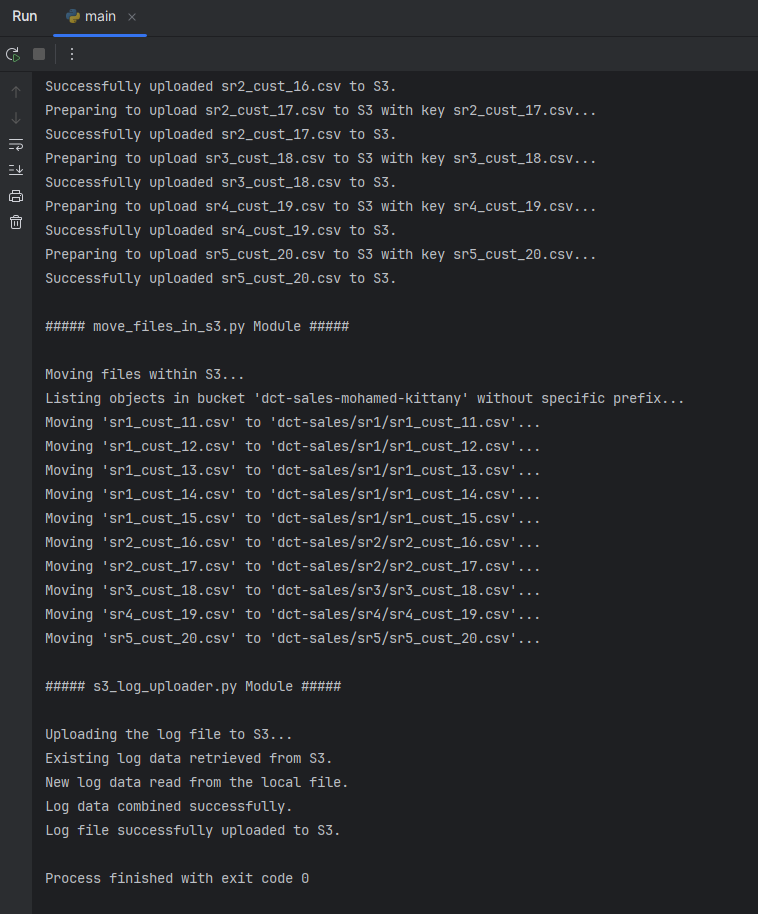 Run main
Successfully uploaded sr2_cust_16.csv to S3.
Preparing to upload sr2_cust_17.csv to S3 with key sr2_cust_17.csv...
Successfully uploaded sr2_cust_17.csv to S3.
Preparing to upload sr3_cust_18.csv to S3 with key sr3_cust_18.csv...
Successfully uploaded sr3_cust_18.csv to S3.
Preparing to upload sr4_cust_19.csv to S3 with key sr4_cust_19.csv...
Successfully uploaded sr4_cust_19.csv to S3.
Preparing to upload sr5_cust_20.csv to S3 with key sr5_cust_20.csv...
Successfully uploaded sr5_cust_20.csv to S3.
##### move_files_in_s3.py Module #####
Moving files within S3...
Listing objects in bucket 'dct-sales-mohamed-kittany' without specific prefix...
Moving 'sr1_cust_11.csv' to 'dct-sales/sr1/sr1_cust_11.csv'...
Moving 'sr1_cust_12.csv' to 'dct-sales/sr1/sr1_cust_12.csv'...
Moving 'sr1_cust_13.csv' to 'dct-sales/sr1/sr1_cust_13.csv'...
Moving 'sr1_cust_14.csv' to 'dct-sales/sr1/sr1_cust_14.csv'...
Moving 'sr1_cust_15.csv' to 'dct-sales/sr1/sr1_cust_15.csv'...
Moving 'sr2_cust_16.csv' to 'dct-sales/sr2/sr2_cust_16.csv'...
Moving 'sr2_cust_17.csv' to 'dct-sales/sr2/sr2_cust_17.csv'...
Moving 'sr3_cust_18.csv' to 'dct-sales/sr3/sr3_cust_18.csv'...
Moving 'sr4_cust_19.csv' to 'dct-sales/sr4/sr4_cust_19.csv'...
Moving 'sr5_cust_20.csv' to 'dct-sales/sr5/sr5_cust_20.csv'...
##### s3_log_uploader.py Module #####
Uploading the log file to S3...
Existing log data retrieved from S3.
New log data read from the local file.
Log data combined successfully.
Log file successfully uploaded to S3.
Process finished with exit code 0